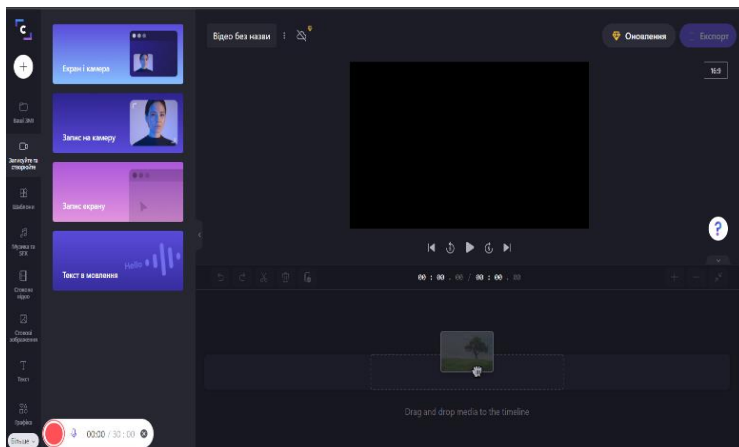 Відео без назви
Оновлення
Експорт
16:9
Екран і камера
Запис на камеру
Запис екрану
Hello
Текст в мовлення
Ваші ЗМІ
Записуйте та
створюйте
Шаблони
Музика та
SFX
Стокове
відео
Стокові
зображення
Текст
Графіка
Більше
00:00 / 30:00
00 : 00 . 00 / 00 : 00 . 00
Drag and drop media to the timeline
?